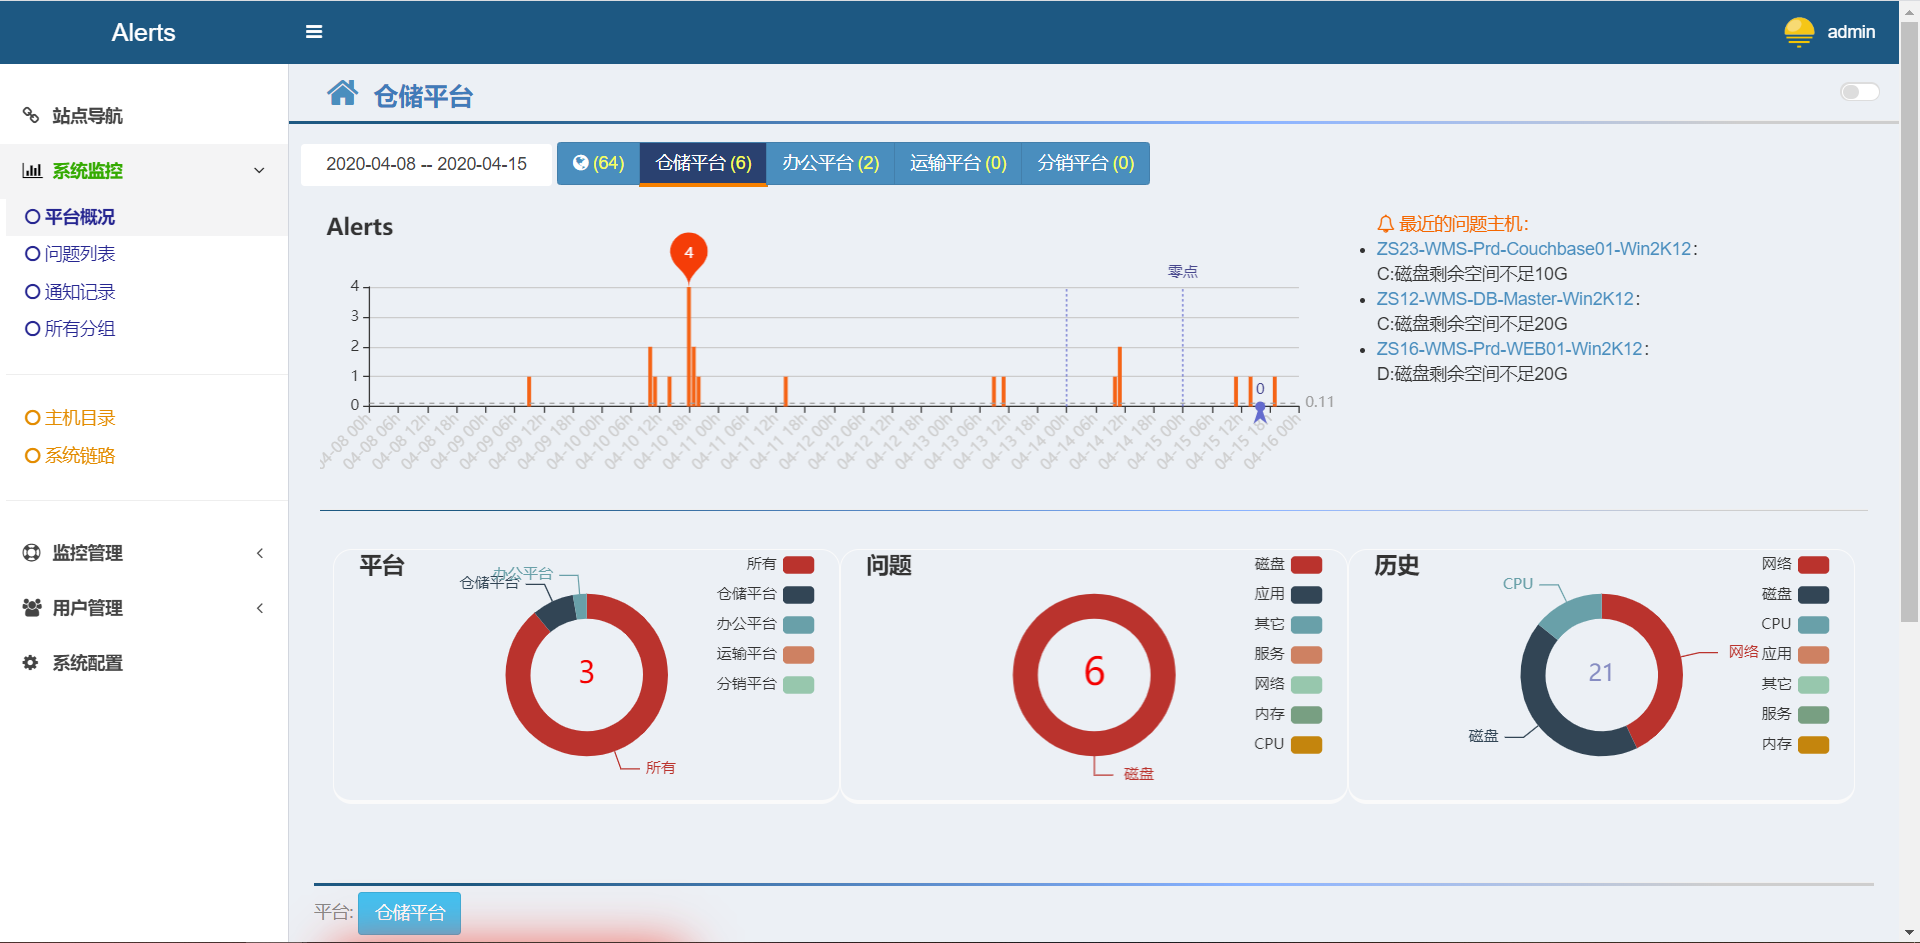 Alerts
admin
站点导航
系统监控
平台概况
问题列表
通知记录
所有分组
主机目录
系统链路
监控管理
用户管理
系统配置
仓储平台
2020-04-08 -- 2020-04-15
(64)
仓储平台 (6)
办公平台 (2)
运输平台 (0)
分销平台 (0)
Alerts
4
零点
4
3
2
1
0
0
0.11
04-08 00h
04-08 06h
04-08 12h
04-08 18h
04-09 00h
04-09 06h
04-09 12h
04-09 18h
04-10 00h
04-10 06h
04-10 12h
04-10 18h
04-11 00h
04-11 06h
04-11 12h
04-11 18h
04-12 00h
04-12 06h
04-12 12h
04-12 18h
04-13 00h
04-13 06h
04-13 12h
04-13 18h
04-14 00h
04-14 06h
04-14 12h
04-14 18h
04-15 00h
04-15 06h
04-15 12h
04-15 18h
04-16 00h
最近的问题主机:
ZS23-WMS-Prd-Couchbase01-Win2K12:
C:磁盘剩余空间不足10G
ZS12-WMS-DB-Master-Win2K12:
C:磁盘剩余空间不足20G
ZS16-WMS-Prd-WEB01-Win2K12:
D:磁盘剩余空间不足20G
平台
办公平台
仓储平台
3
所有
所有
仓储平台
办公平台
运输平台
分销平台
问题
6
磁盘
磁盘
应用
其它
服务
网络
内存
CPU
历史
CPU
网络
21
磁盘
网络
磁盘
CPU
应用
其它
服务
内存
平台:
仓储平台